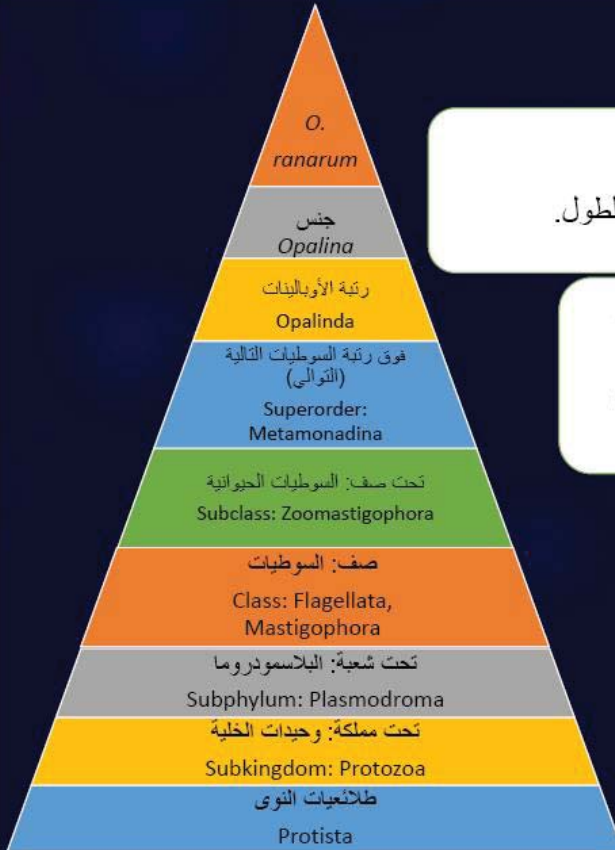 O.
ranarum
لطول.
جنس
Opalina
رتبة الأوبالينات
Opalinda
فوق رتبة السوطيات التالية
(التوالي)
Superorder:
Metamonadina
تحت صف: السوطيات الحيوانية
Subclass: Zoomastigophora
صف: السوطيات
Class: Flagellata,
Mastigophora
تحت شعبة: البلاسمودروما
Subphylum: Plasmodroma
تحت مملكة: وحيدات الخلية
Subkingdom: Protozoa
طلائعيات النوى
Protista